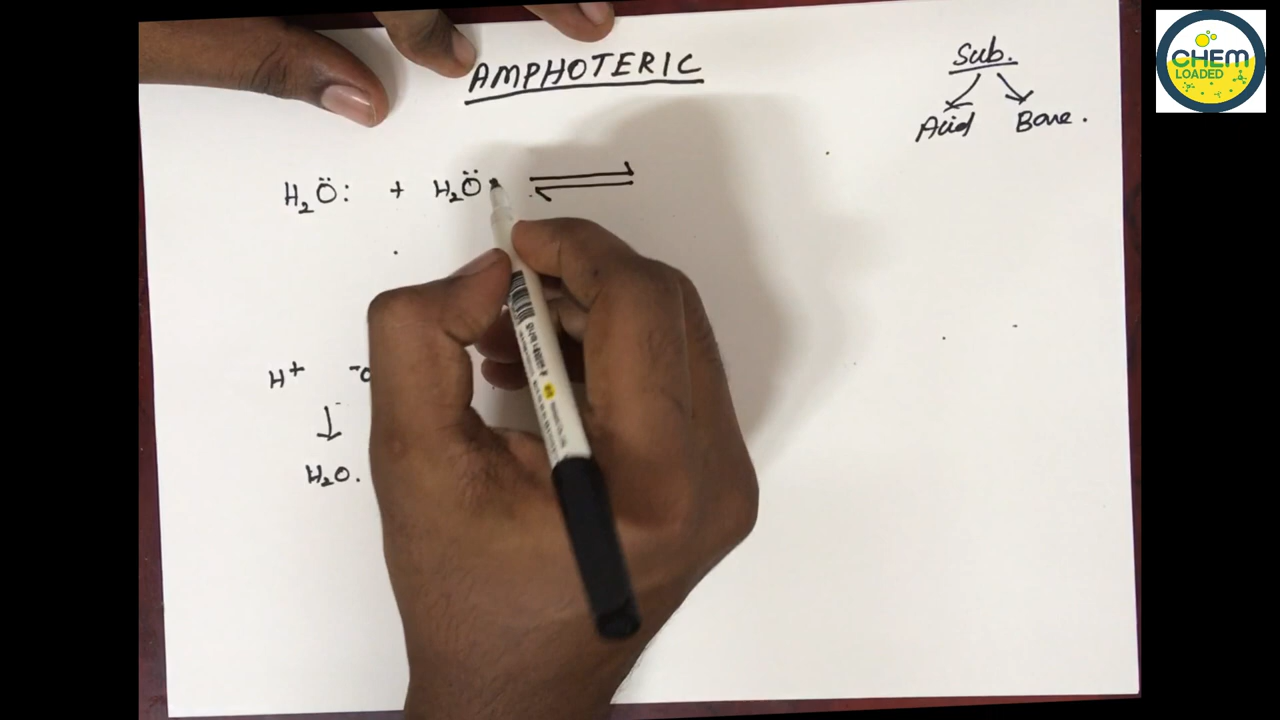 AMPHOTERIC
Sub.
Acid Base.
H₂Ö: + H₂Ö ⇌
H⁺ ⁻O
↓
H₂O.
CHEM
LOADED